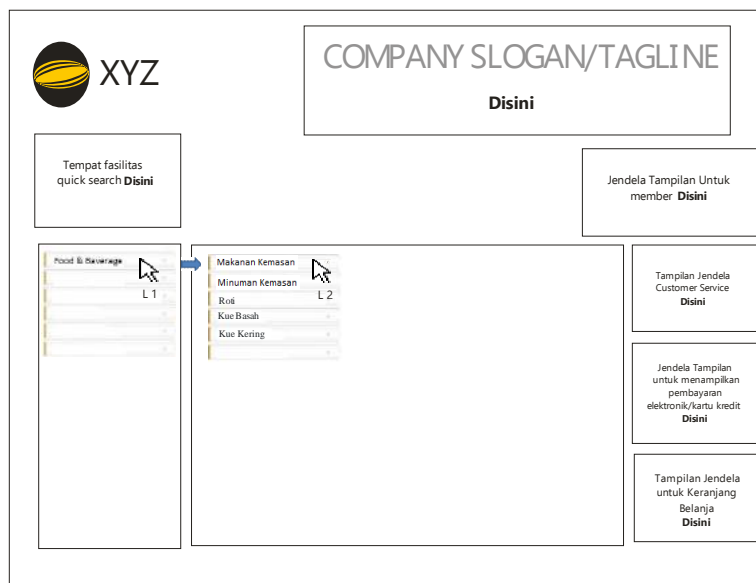 XYZ
COMPANY SLOGAN/TAGLINE
Disini
Tempat fasilitas
quick search Disini
Jendela Tampilan Untuk
member Disini
Food & Baverage
L 1
Makanan Kemasan
Minuman Kemasan
L 2
Roti
Kue Basah
Kue Kering
Tampilan Jendela
Customer Service
Disini
Jendela Tampilan
untuk menampilkan
pembayaran
elektronik/kartu kredit
Disini
Tampilan Jendela
untuk Keranjang
Belanja
Disini